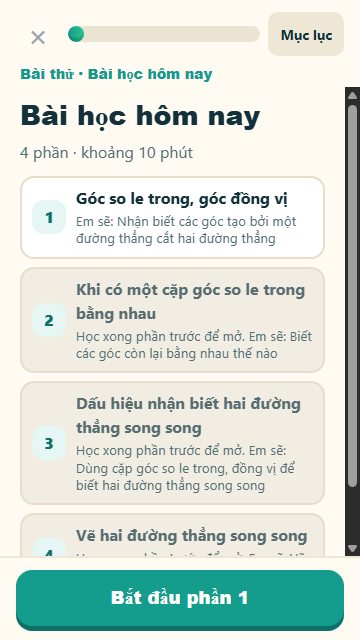 Mục lục
Bài thử · Bài học hôm nay
Bài học hôm nay
4 phần · khoảng 10 phút
1
Góc so le trong, góc đồng vị
Em sẽ: Nhận biết các góc tạo bởi một
đường thẳng cắt hai đường thẳng
2
Khi có một cặp góc so le trong
bằng nhau
Học xong phần trước để mở. Em sẽ: Biết
các góc còn lại bằng nhau thế nào
3
Dấu hiệu nhận biết hai đường
thẳng song song
Học xong phần trước để mở. Em sẽ:
Dùng cặp góc so le trong, đồng vị để
biết hai đường thẳng song song
4
Vẽ hai đường thẳng song song
Bắt đầu phần 1